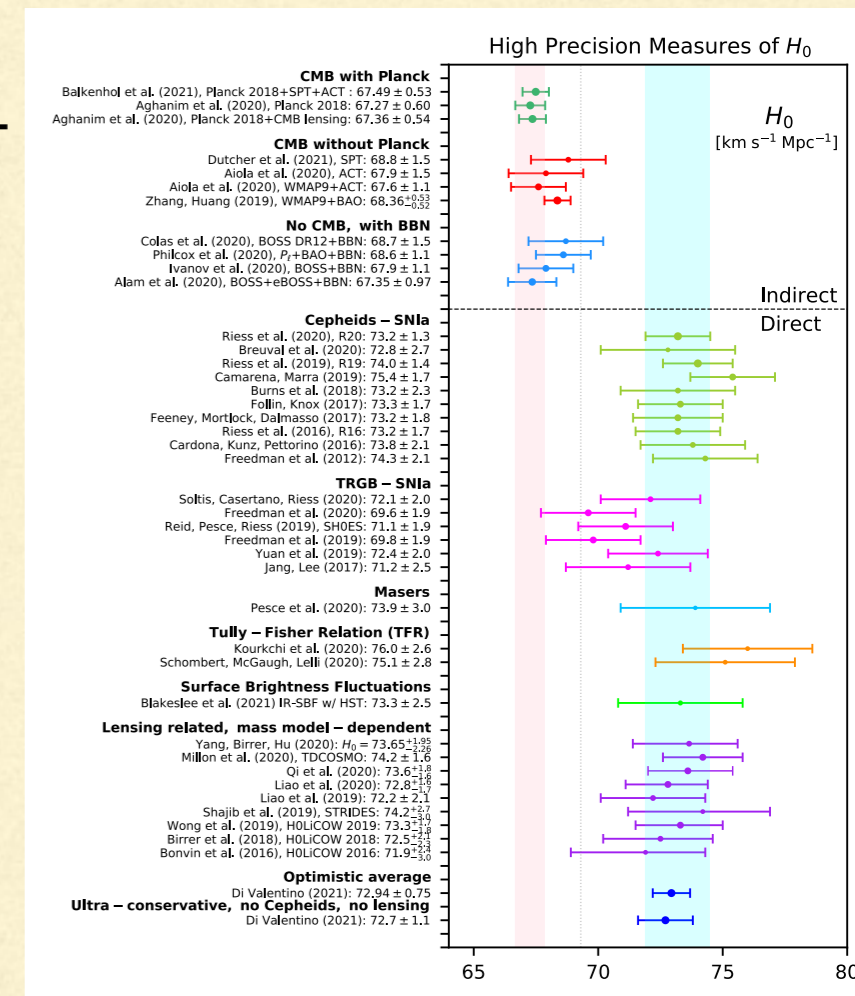 High Precision Measures of H₀
CMB with Planck
Balkenhol et al. (2021), Planck 2018+SPT+ACT : 67.49 ± 0.53
Aghanim et al. (2020), Planck 2018: 67.27 ± 0.60
Aghanim et al. (2020), Planck 2018+CMB lensing: 67.36 ± 0.54
H₀
[km s⁻¹ Mpc⁻¹]
CMB without Planck
Dutcher et al. (2021), SPT: 68.8 ± 1.5
Aiola et al. (2020), ACT: 67.9 ± 1.5
Aiola et al. (2020), WMAP9+ACT: 67.6 ± 1.1
Zhang, Huang (2019), WMAP9+BAO: 68.36 +0.53 −0.52
No CMB, with BBN
Colas et al. (2020), BOSS DR12+BBN: 68.7 ± 1.5
Philcox et al. (2020), Pℓ+BAO+BBN: 68.6 ± 1.1
Ivanov et al. (2020), BOSS+BBN: 67.9 ± 1.1
Alam et al. (2020), BOSS+eBOSS+BBN: 67.35 ± 0.97
Indirect
Direct
Cepheids − SNIa
Riess et al. (2020), R20: 73.2 ± 1.3
Breuval et al. (2020): 72.8 ± 2.7
Riess et al. (2019), R19: 74.0 ± 1.4
Camarena, Marra (2019): 75.4 ± 1.7
Burns et al. (2018): 73.2 ± 2.3
Follin, Knox (2017): 73.3 ± 1.7
Feeney, Mortlock, Dalmasso (2017): 73.2 ± 1.8
Riess et al. (2016), R16: 73.2 ± 1.7
Cardona, Kunz, Pettorino (2016): 73.8 ± 2.1
Freedman et al. (2012): 74.3 ± 2.1
TRGB − SNIa
Soltis, Casertano, Riess (2020): 72.1 ± 2.0
Freedman et al. (2020): 69.6 ± 1.9
Reid, Pesce, Riess (2019), SH0ES: 71.1 ± 1.9
Freedman et al. (2019): 69.8 ± 1.9
Yuan et al. (2019): 72.4 ± 2.0
Jang, Lee (2017): 71.2 ± 2.5
Masers
Pesce et al. (2020): 73.9 ± 3.0
Tully − Fisher Relation (TFR)
Kourkchi et al. (2020): 76.0 ± 2.6
Schombert, McGaugh, Lelli (2020): 75.1 ± 2.8
Surface Brightness Fluctuations
Blakeslee et al. (2021) IR-SBF w/ HST: 73.3 ± 2.5
Lensing related, mass model − dependent
Yang, Birrer, Hu (2020): H₀ = 73.65 +1.95 −2.26
Millon et al. (2020), TDCOSMO: 74.2 ± 1.6
Qi et al. (2020): 73.6 +1.8 −1.6
Liao et al. (2020): 72.8 +1.6 −1.7
Liao et al. (2019): 72.2 ± 2.1
Shajib et al. (2019), STRIDES: 74.2 +2.7 −3.0
Wong et al. (2019), H0LiCOW 2019: 73.3 +1.7 −1.8
Birrer et al. (2018), H0LiCOW 2018: 72.5 +2.1 −2.3
Bonvin et al. (2016), H0LiCOW 2016: 71.9 +2.4 −3.0
Optimistic average
Di Valentino (2021): 72.94 ± 0.75
Ultra − conservative, no Cepheids, no lensing
Di Valentino (2021): 72.7 ± 1.1
65 70 75 80